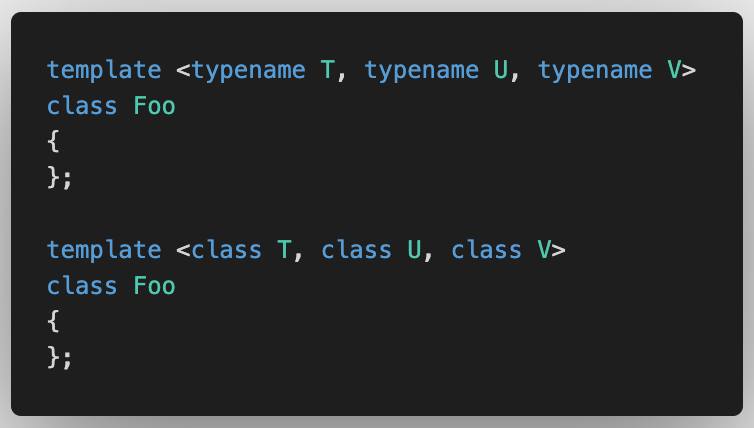 template <typename T, typename U, typename V>
class Foo
{
};
template <class T, class U, class V>
class Foo
{
};